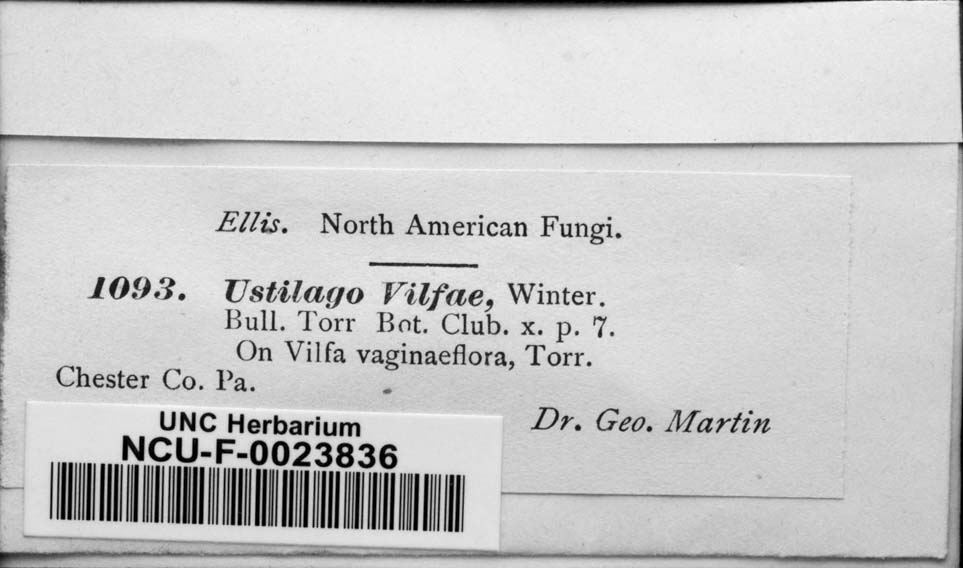 Ellis. North American Fungi.
1093. Ustilago Vilfae, Winter.
Bull. Torr Bot. Club. x. p. 7.
On Vilfa vaginaeflora, Torr.
Chester Co. Pa.
Dr. Geo. Martin
UNC Herbarium
NCU-F-0023836